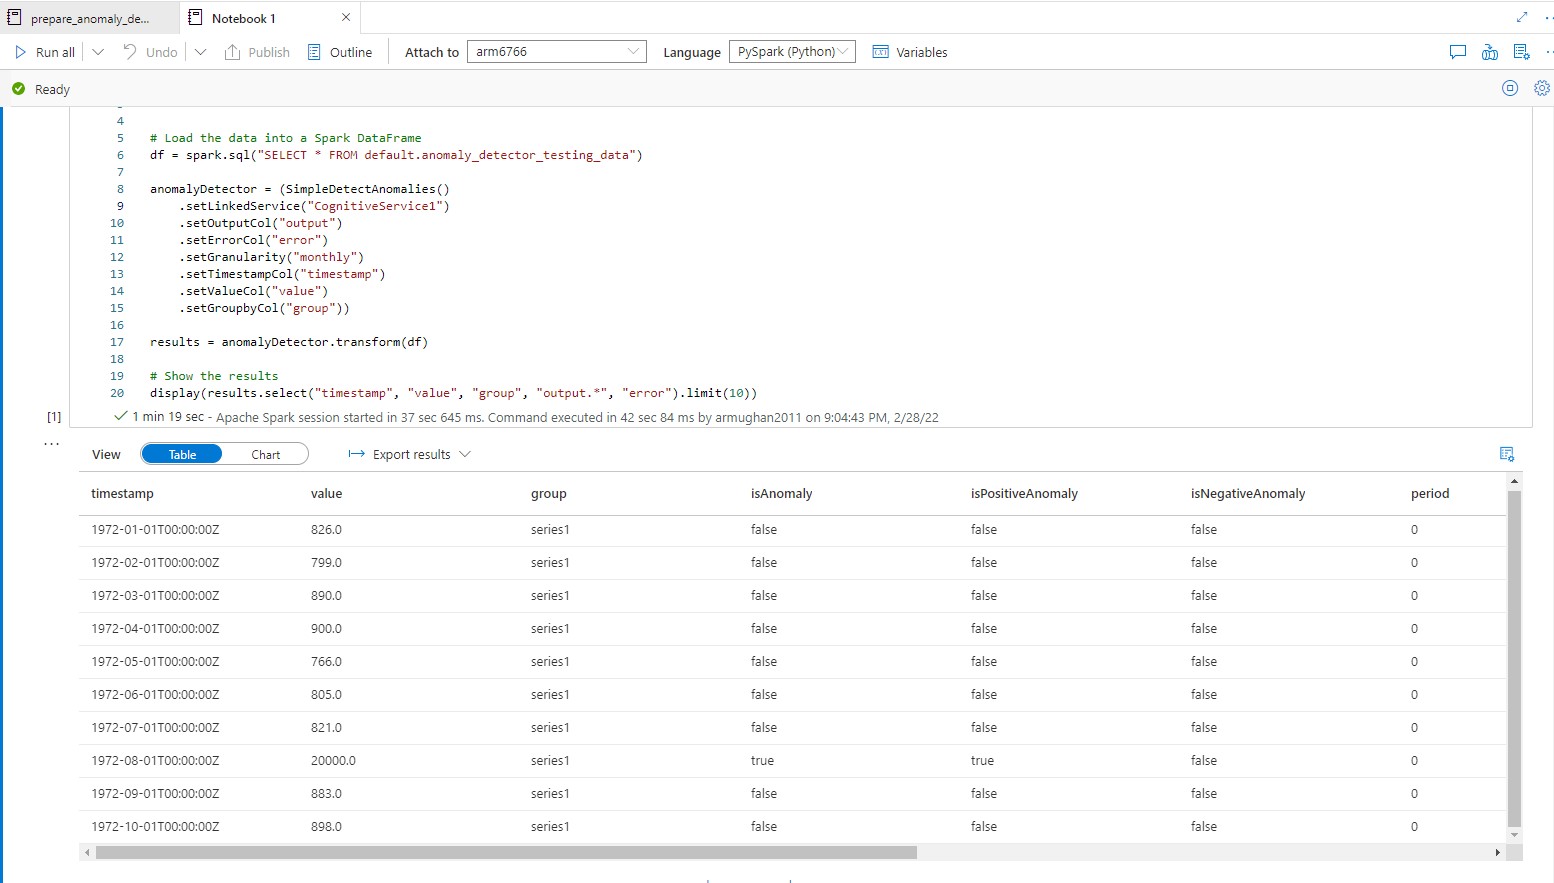 prepare_anomaly_de...
Notebook 1
Run all Undo Publish Outline Attach to arm6766 Language PySpark (Python) Variables
Ready
4
5 # Load the data into a Spark DataFrame
6 df = spark.sql("SELECT * FROM default.anomaly_detector_testing_data")
7
8 anomalyDetector = (SimpleDetectAnomalies()
9 .setLinkedService("CognitiveService1")
10 .setOutputCol("output")
11 .setErrorCol("error")
12 .setGranularity("monthly")
13 .setTimestampCol("timestamp")
14 .setValueCol("value")
15 .setGroupbyCol("group"))
16
17 results = anomalyDetector.transform(df)
18
19 # Show the results
20 display(results.select("timestamp", "value", "group", "output.*", "error").limit(10))
[1] 1 min 19 sec - Apache Spark session started in 37 sec 645 ms. Command executed in 42 sec 84 ms by armughan2011 on 9:04:43 PM, 2/28/22
...
View Table Chart Export results
timestamp value group isAnomaly isPositiveAnomaly isNegativeAnomaly period
1972-01-01T00:00:00Z 826.0 series1 false false false 0
1972-02-01T00:00:00Z 799.0 series1 false false false 0
1972-03-01T00:00:00Z 890.0 series1 false false false 0
1972-04-01T00:00:00Z 900.0 series1 false false false 0
1972-05-01T00:00:00Z 766.0 series1 false false false 0
1972-06-01T00:00:00Z 805.0 series1 false false false 0
1972-07-01T00:00:00Z 821.0 series1 false false false 0
1972-08-01T00:00:00Z 20000.0 series1 true true false 0
1972-09-01T00:00:00Z 883.0 series1 false false false 0
1972-10-01T00:00:00Z 898.0 series1 false false false 0